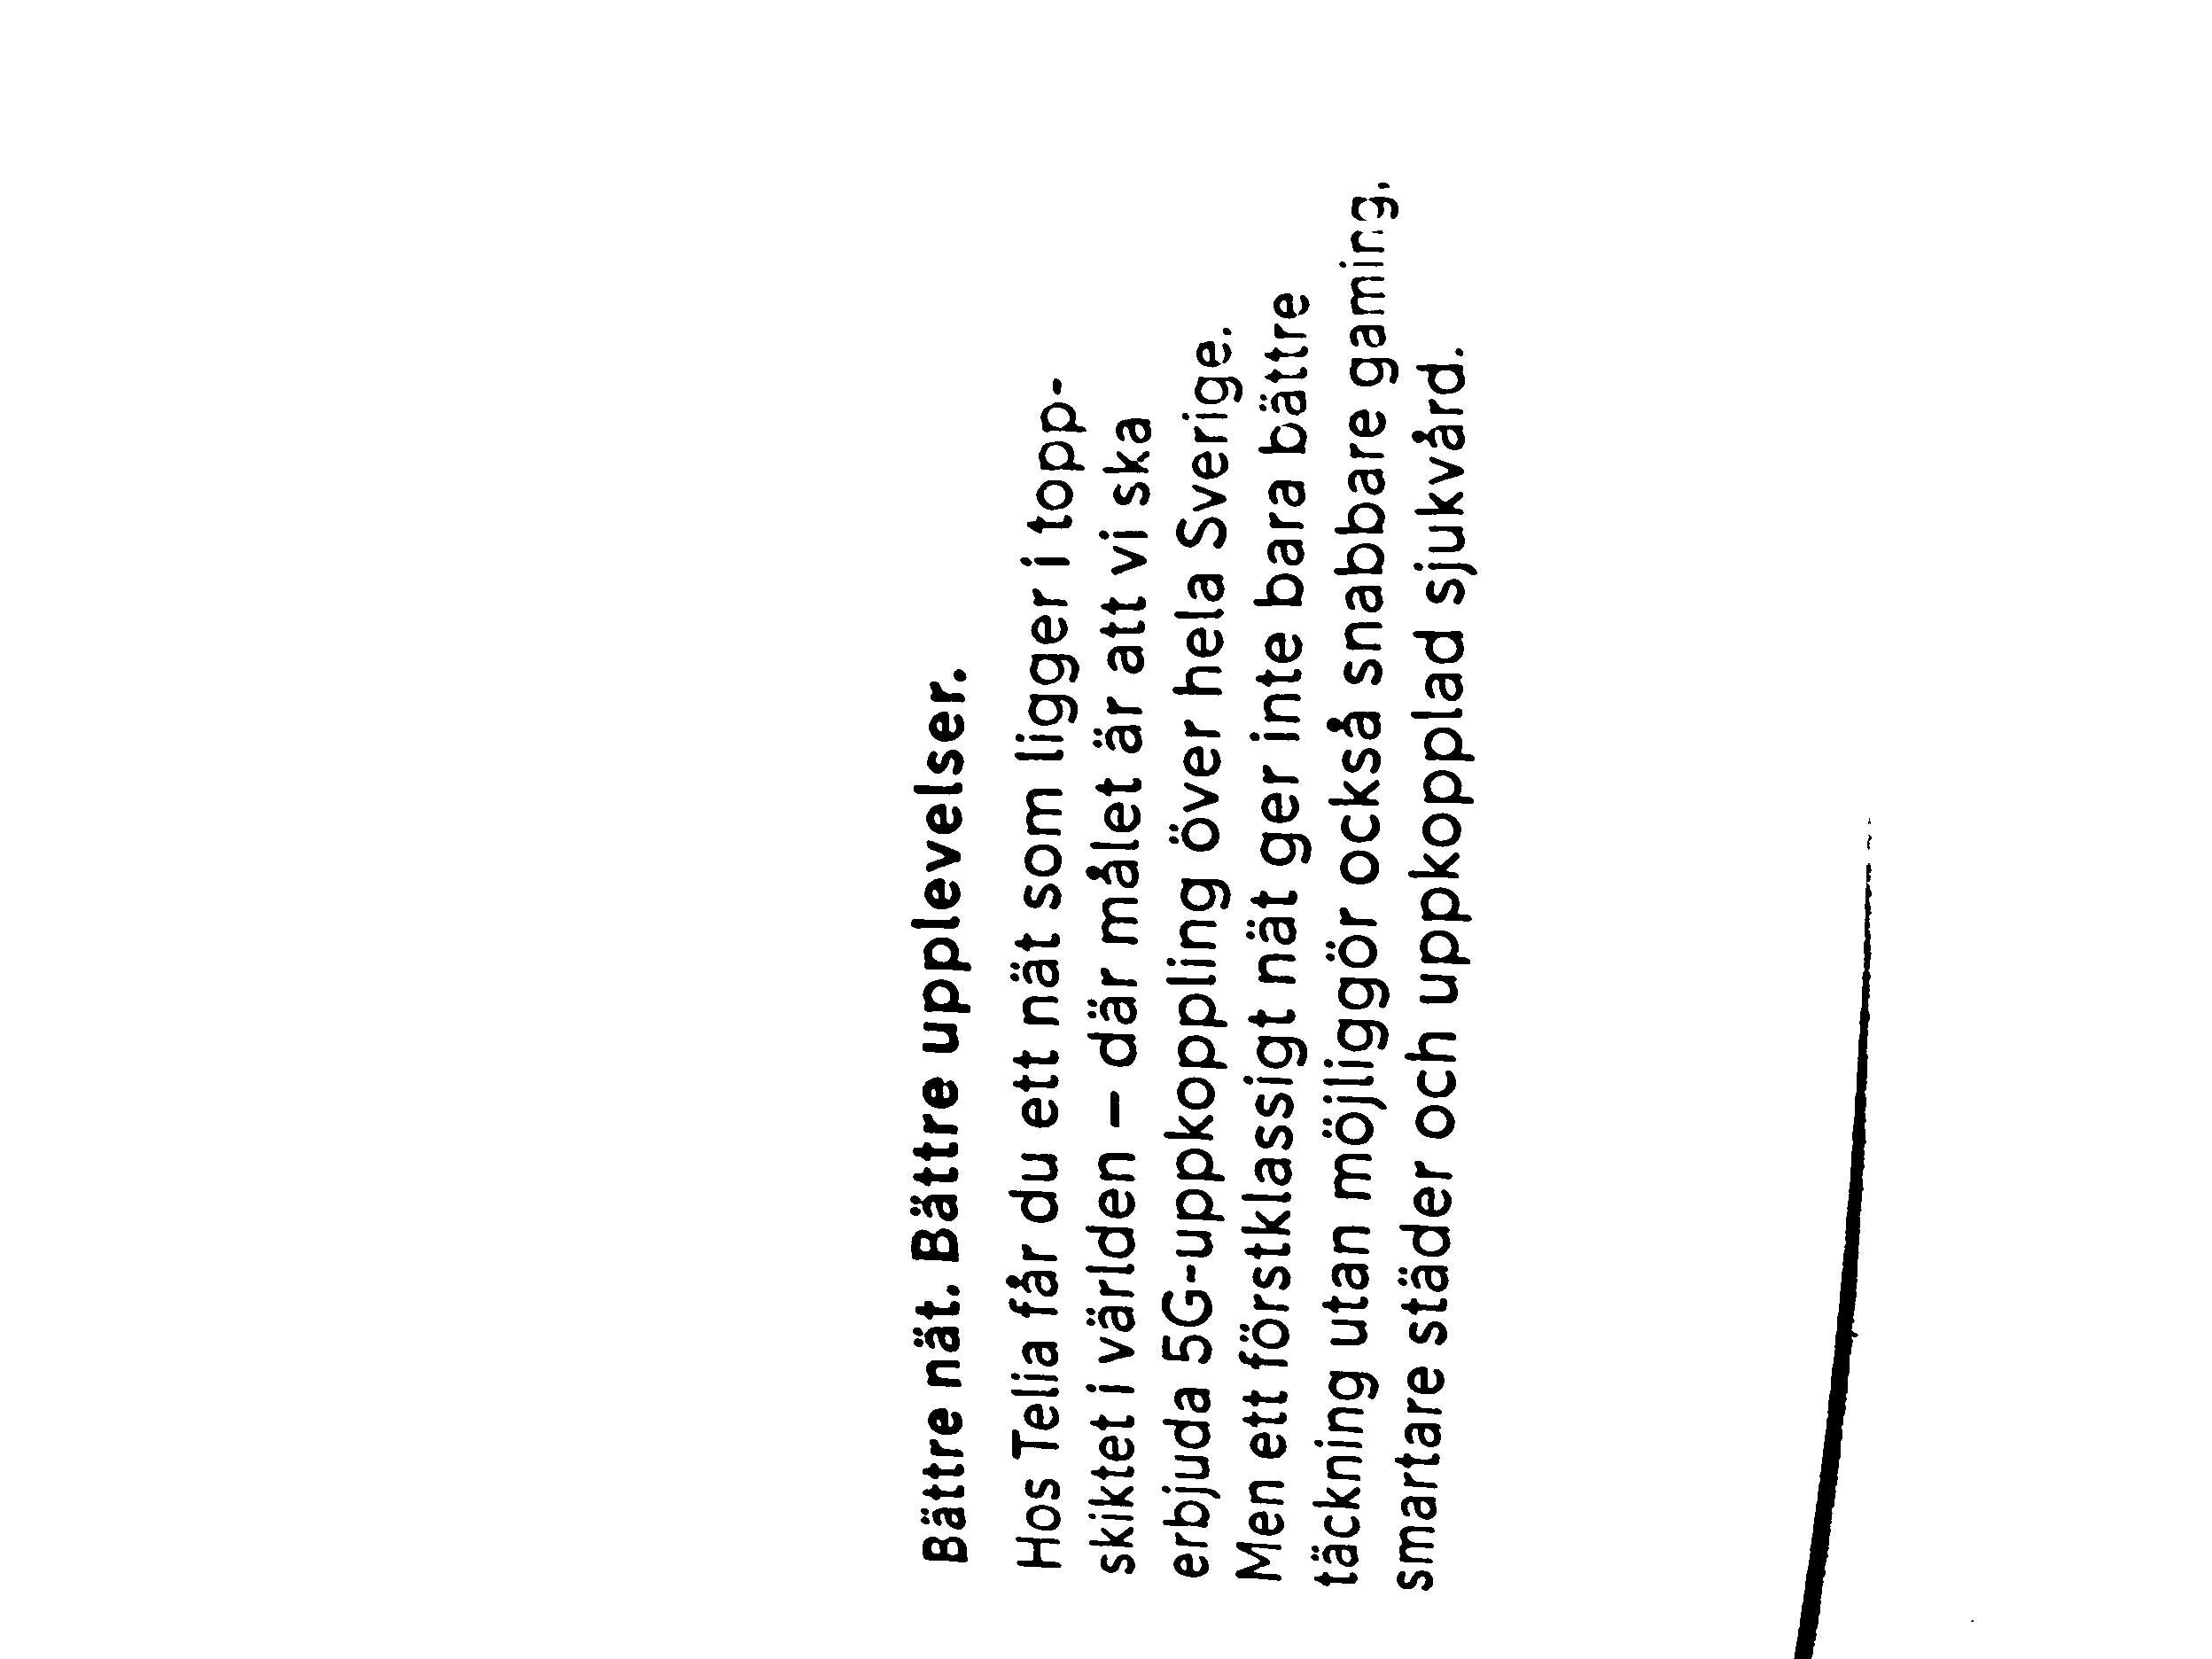 Bättre nät. Bättre upplevelser.
Hos Telia får du ett nät som ligger i topp-
skiktet i världen – där målet är att vi ska
erbjuda 5G-uppkoppling över hela Sverige.
Men ett förstklassigt nät ger inte bara bättre
täckning utan möjliggör också snabbare gaming,
smartare städer och uppkopplad sjukvård.